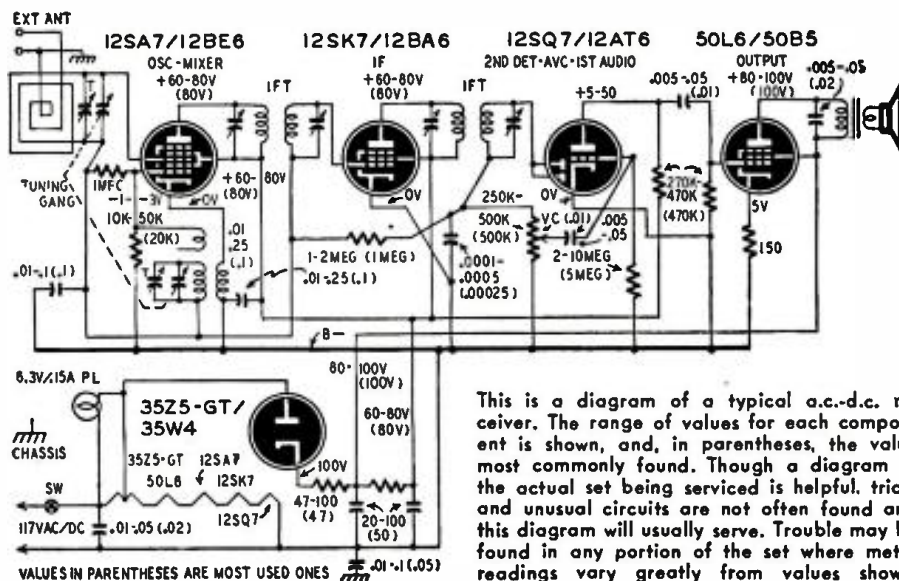 EXT ANT
12SA7/12BE6
OSC-MIXER
+60-80V
(80V)
12SK7/12BA6
IF
+60-80V
(80V)
12SQ7/12AT6
2ND DET-AVC-1ST AUDIO
+5-50
50L6/50B5
OUTPUT
+80-100V
(100V)
.005-.05
(.01)
.005-.05
(.02)
IFT
IFT
T
TUNING
GANG
1MFC
-1- -3V
10K-50K
(20K)
+60-80V
(80V)
0V
.01
.25
(.1)
.01-.1(.1)
T
.01-.25(.1)
1-2MEG (1MEG)
0V
250K-
500K
(500K)
.0001-
.0005
(.00025)
0V
VC (.01)
.005
-.05
2-10MEG
(5MEG)
270K-
470K
(470K)
5V
150
B-
6.3V/.15A PL
CHASSIS
35Z5-GT/
35W4
35Z5-GT
50L8
12SA7
12SK7
12SQ7
SW
117VAC/DC
.01-.05 (.02)
80-100V
(100V)
60-80V
(80V)
100V
47-100
(47)
20-100
(50)
.01-.1(.05)
VALUES IN PARENTHESES ARE MOST USED ONES
This is a diagram of a typical a.c.-d.c. r
ceiver. The range of values for each compon
ent is shown, and, in parentheses, the valu
most commonly found. Though a diagram
the actual set being serviced is helpful, tric
and unusual circuits are not often found an
this diagram will usually serve. Trouble may b
found in any portion of the set where met
readings vary greatly from values show